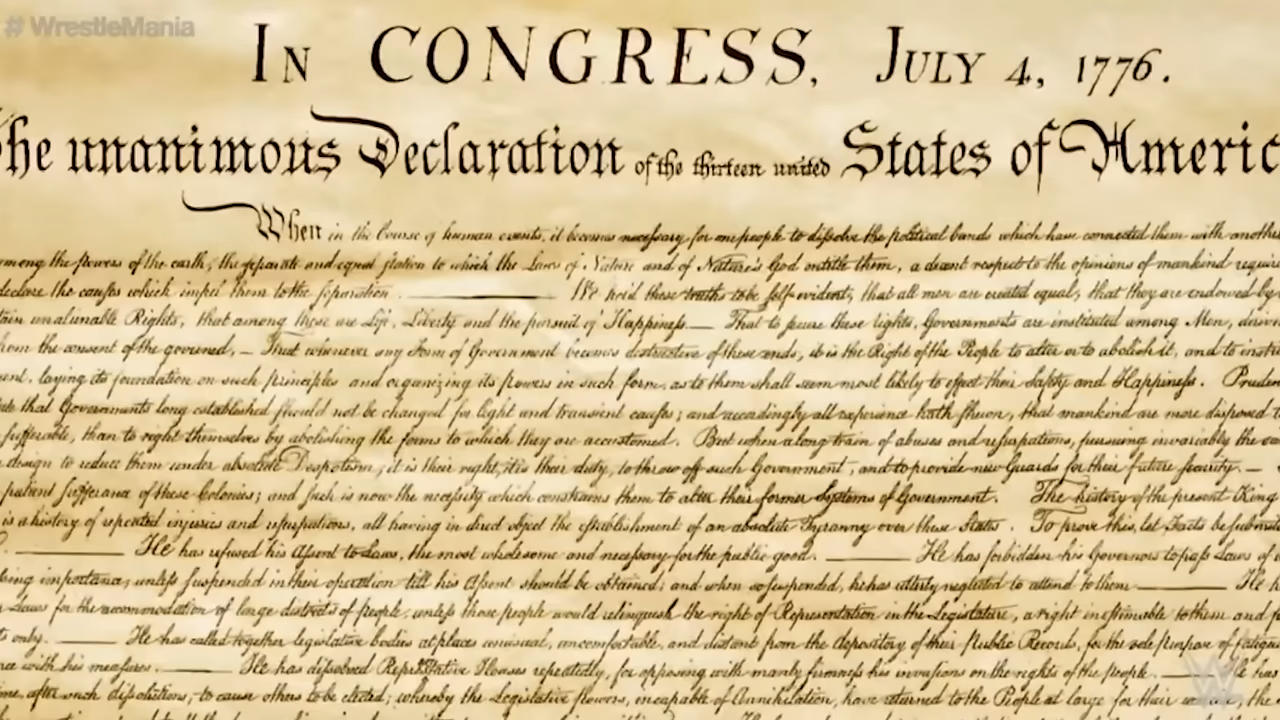 # WrestleMania
IN CONGRESS, JULY 4, 1776.
he unanimous Declaration of the thirteen united States of Americ
When in the Course of human events, it becomes necessary for one people to dissolve the political bands which have connected them with anothe
among the powers of the earth, the separate and equal station to which the Laws of Nature and of Nature's God entitle them, a decent respect to the opinions of mankind require
declare the causes which impel them to the separation. We hold these truths to be self-evident, that all men are created equal, that they are endowed by
tain unalienable Rights, that among these are Life, Liberty and the pursuit of Happiness. — That to secure these rights, Governments are instituted among Men, deriv
from the consent of the governed, — That whenever any Form of Government becomes destructive of these ends, it is the Right of the People to alter or to abolish it, and to insti
ent, laying its foundation on such principles and organizing its powers in such form, as to them shall seem most likely to effect their Safety and Happiness. Pruden
te that Governments long established should not be changed for light and transient causes; and accordingly all experience hath shewn, that mankind are more disposed t
sufferable, than to right themselves by abolishing the forms to which they are accustomed. But when a long train of abuses and usurpations, pursuing invariably the
design to reduce them under absolute Despotism, it is their right, it is their duty, to throw off such Government, and to provide new Guards for their future security. —
patient sufferance of these Colonies; and such is now the necessity which constrains them to alter their former Systems of Government. The history of the present King
is a history of repeated injuries and usurpations, all having in direct object the establishment of an absolute Tyranny over these States. To prove this, let Facts be submi
He has refused his Assent to Laws, the most wholesome and necessary for the public good. He has forbidden his Governors to pass Laws of
ing importance, unless suspended in their operation till his Assent should be obtained; and when so suspended, he has utterly neglected to attend to them He
Laws for the accommodation of large districts of people, unless those people would relinquish the right of Representation in the Legislature, a right inestimable to them and
ts only. He has called together legislative bodies at places unusual, uncomfortable, and distant from the depository of their Public Records, for the sole purpose of fatigu
ce with his measures. He has dissolved Representative Houses repeatedly, for opposing with manly firmness his invasions on the rights of the people. He has
me, after such dissolutions, to cause others to be elected; whereby the Legislative powers, incapable of Annihilation, have returned to the People at large for their the